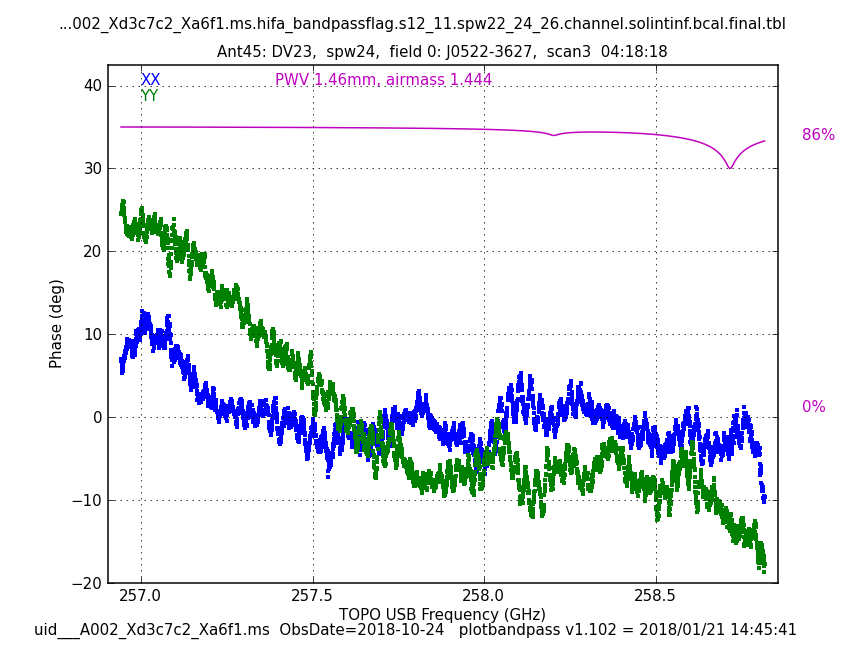 ...002_Xd3c7c2_Xa6f1.ms.hifa_bandpassflag.s12_11.spw22_24_26.channel.solintinf.bcal.final.tbl
Ant45: DV23, spw24, field 0: J0522-3627, scan3 04:18:18
XX
YY
PWV 1.46mm, airmass 1.444
86%
0%
Phase (deg)
40
30
20
10
0
−10
−20
257.0 257.5 258.0 258.5
TOPO USB Frequency (GHz)
uid___A002_Xd3c7c2_Xa6f1.ms ObsDate=2018-10-24 plotbandpass v1.102 = 2018/01/21 14:45:41